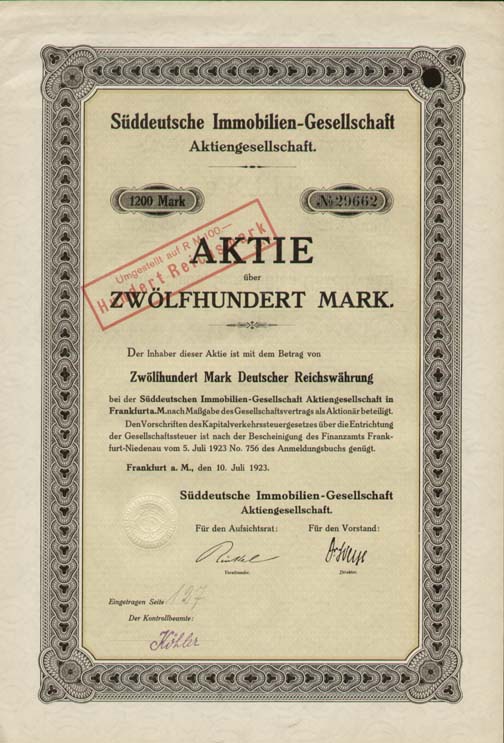 Süddeutsche Immobilien-Gesellschaft
Aktiengesellschaft.
1200 Mark
№ 29662
Umgestellt auf R M 100.—
Hundert Reichsmark
AKTIE
über
ZWÖLFHUNDERT MARK.
Der Inhaber dieser Aktie ist mit dem Betrag von
Zwölfhundert Mark Deutscher Reichswährung
bei der Süddeutschen Immobilien-Gesellschaft Aktiengesellschaft in
Frankfurt a. M. nach Maßgabe des Gesellschaftsvertrags als Aktionär beteiligt.
Den Vorschriften des Kapitalverkehrssteuergesetzes über die Entrichtung
der Gesellschaftssteuer ist nach der Bescheinigung des Finanzamts Frank-
furt-Niedenau vom 5. Juli 1923 No. 756 des Anmeldungsbuchs genügt.
Frankfurt a. M., den 10. Juli 1923.
Süddeutsche Immobilien-Gesellschaft
Aktiengesellschaft.
Für den Aufsichtsrat: Für den Vorstand:
Vorsitzender. Direktor.
Eingetragen Seite 127
Der Kontrollbeamte:
Köhler